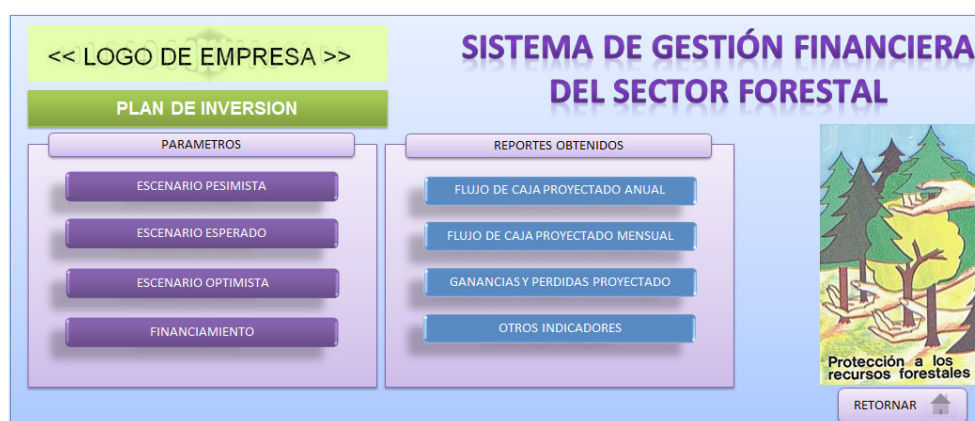 << LOGO DE EMPRESA >>
SISTEMA DE GESTIÓN FINANCIERA
DEL SECTOR FORESTAL
PLAN DE INVERSION
PARAMETROS
ESCENARIO PESIMISTA
ESCENARIO ESPERADO
ESCENARIO OPTIMISTA
FINANCIAMIENTO
REPORTES OBTENIDOS
FLUJO DE CAJA PROYECTADO ANUAL
FLUJO DE CAJA PROYECTADO MENSUAL
GANANCIAS Y PERDIDAS PROYECTADO
OTROS INDICADORES
Protección a los
recursos forestales
RETORNAR